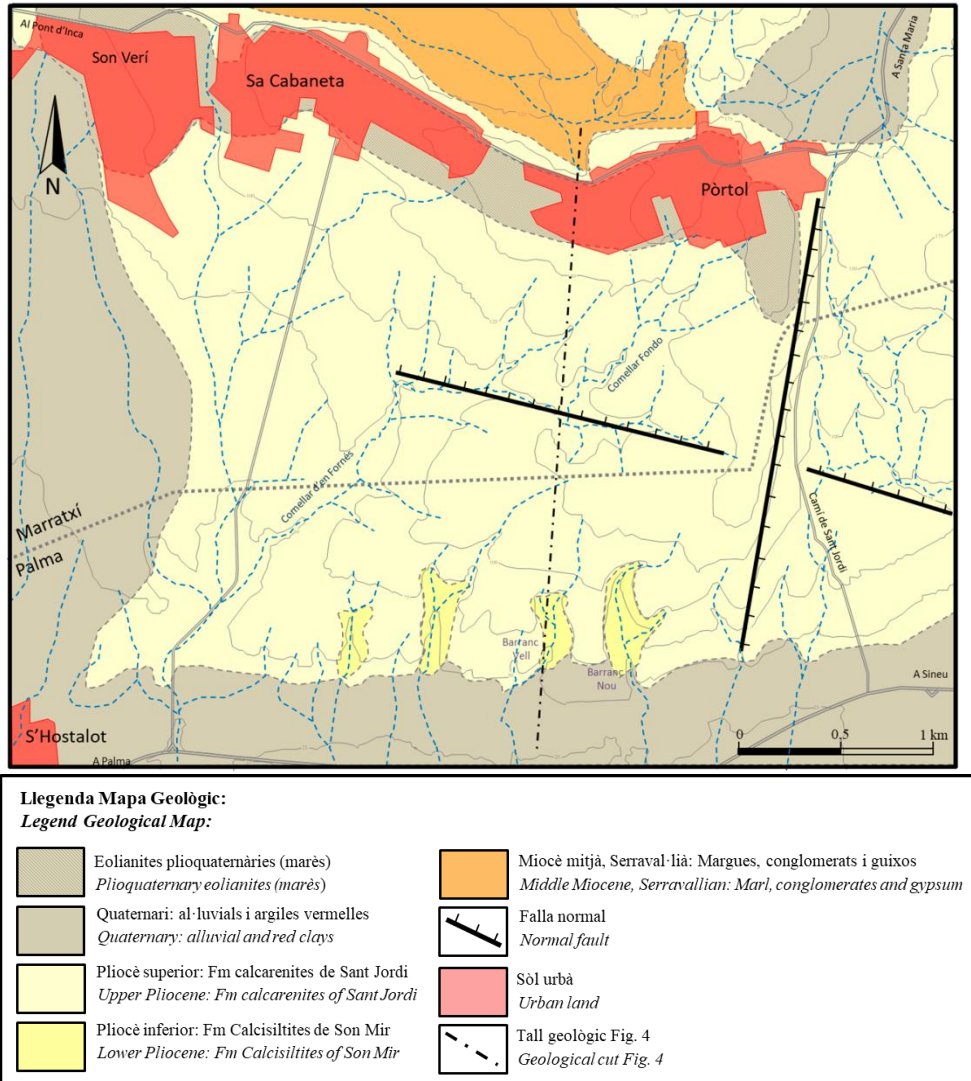 Al Pont d'Inca
Son Verí
Sa Cabaneta
A Santa Maria
N
Pòrtol
Comellar Fondo
Comellar d'en Fornés
Marratxí
Palma
Camí de Sant Jordi
Barranc
Vell
Barranc
Nou
A Sineu
S'Hostalot
A Palma
0 0,5 1 km
Llegenda Mapa Geològic:
Legend Geological Map:
Eolianites plioquaternàries (marès)
Plioquaternary eolianites (marès)
Quaternari: al·luvials i argiles vermelles
Quaternary: alluvial and red clays
Pliocè superior: Fm calcarenites de Sant Jordi
Upper Pliocene: Fm calcarenites of Sant Jordi
Pliocè inferior: Fm Calcisiltites de Son Mir
Lower Pliocene: Fm Calcisiltites of Son Mir
Miocè mitjà, Serraval·lià: Margues, conglomerats i guixos
Middle Miocene, Serravallian: Marl, conglomerates and gypsum
Falla normal
Normal fault
Sòl urbà
Urban land
Tall geològic Fig. 4
Geological cut Fig. 4